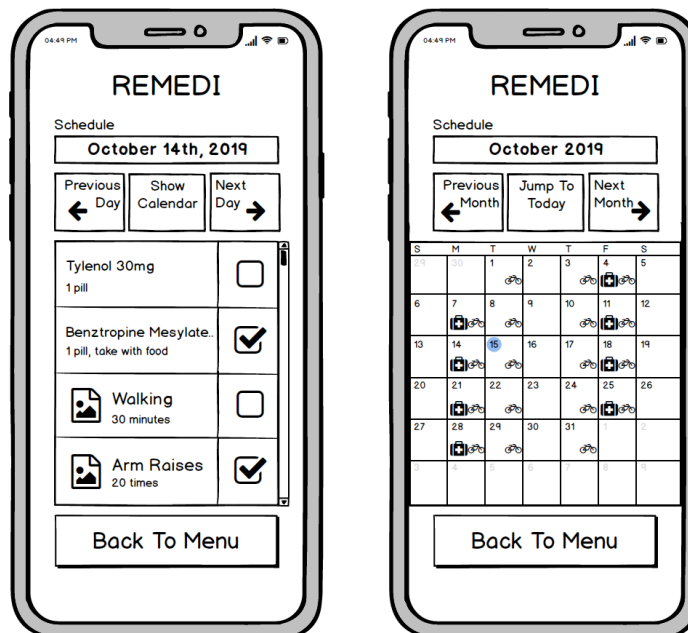 04:49 PM
REMEDI
Schedule
October 14th, 2019
Previous Day
Show Calendar
Next Day
Tylenol 30mg
1 pill
Benztropine Mesylate..
1 pill, take with food
Walking
30 minutes
Arm Raises
20 times
Back To Menu
04:49 PM
REMEDI
Schedule
October 2019
Previous Month
Jump To Today
Next Month
S M T W T F S
29 30 1 2 3 4 5
6 7 8 9 10 11 12
13 14 15 16 17 18 19
20 21 22 23 24 25 26
27 28 29 30 31 1 2
3 4 5 6 7 8 9
Back To Menu